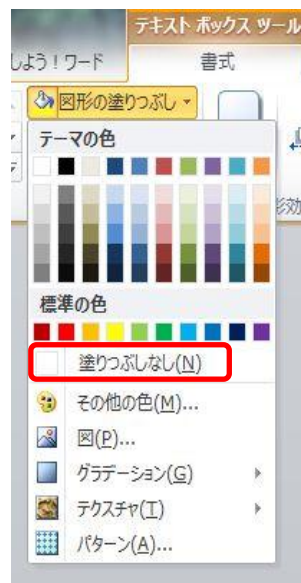 テキスト ボックス ツール
しよう！ワード
書式
図形の塗りつぶし
テーマの色
標準の色
塗りつぶしなし(N)
その他の色(M)...
図(P)...
グラデーション(G)
テクスチャ(T)
パターン(A)...